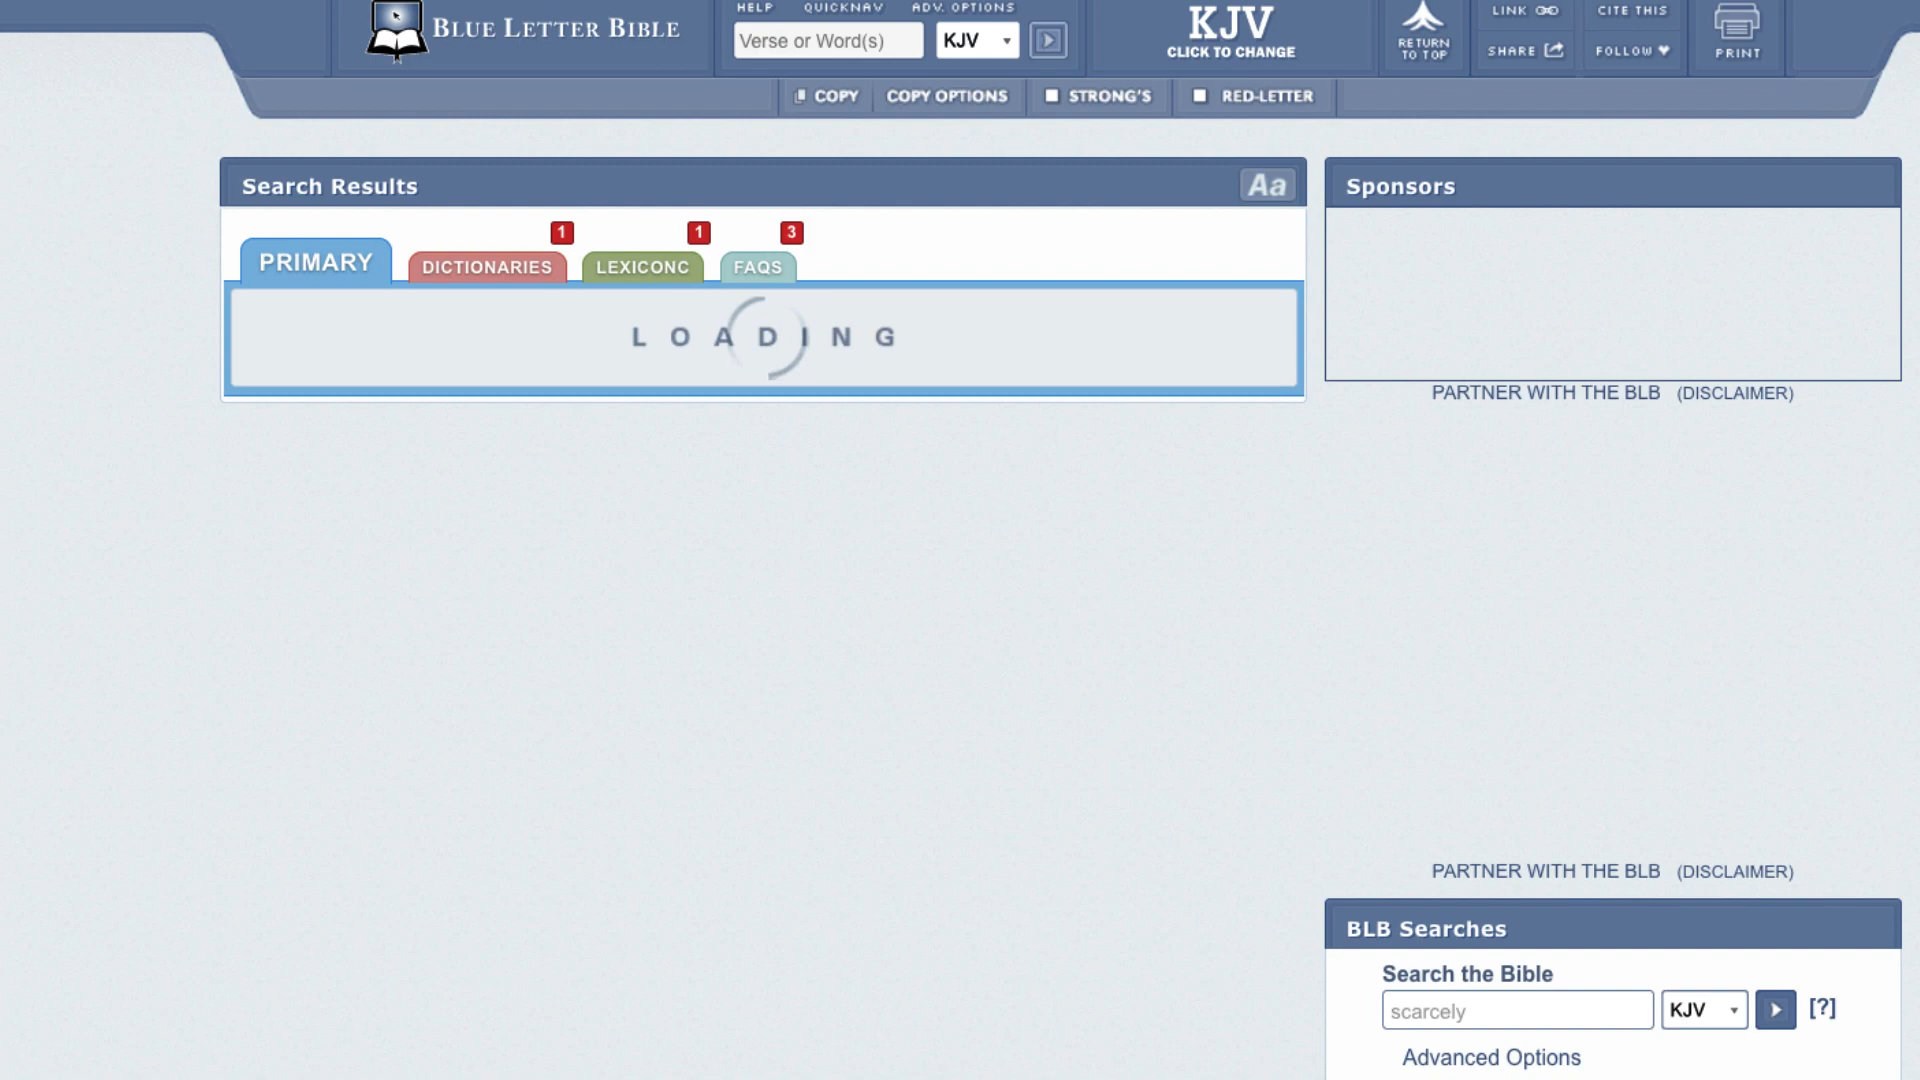 HELP QUICKNAV ADV. OPTIONS
BLUE LETTER BIBLE
Verse or Word(s)
KJV
KJV
CLICK TO CHANGE
RETURN
TO TOP
LINK
SHARE
CITE THIS
FOLLOW
PRINT
COPY
COPY OPTIONS
STRONG'S
RED-LETTER
Search Results
Aa
PRIMARY
DICTIONARIES
1
LEXICONC
1
FAQS
3
LOADING
Sponsors
PARTNER WITH THE BLB (DISCLAIMER)
PARTNER WITH THE BLB (DISCLAIMER)
BLB Searches
Search the Bible
scarcely
KJV
[?]
Advanced Options